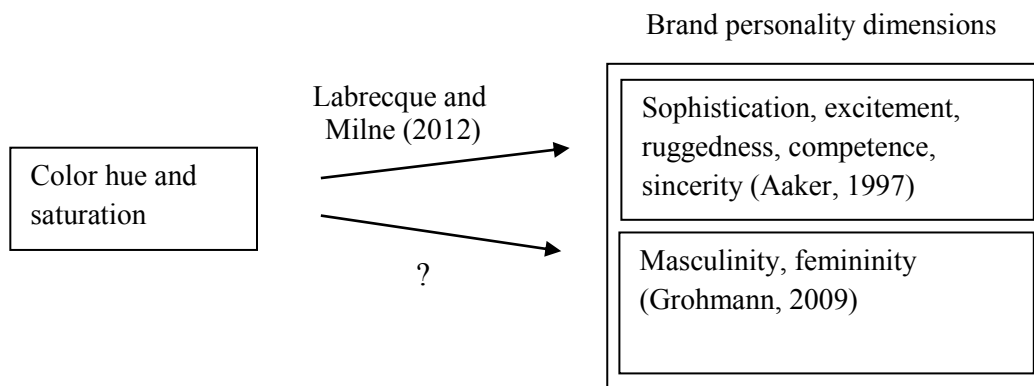 Brand personality dimensions
Labrecque and
Milne (2012)
Color hue and
saturation
Sophistication, excitement,
ruggedness, competence,
sincerity (Aaker, 1997)
?
Masculinity, femininity
(Grohmann, 2009)